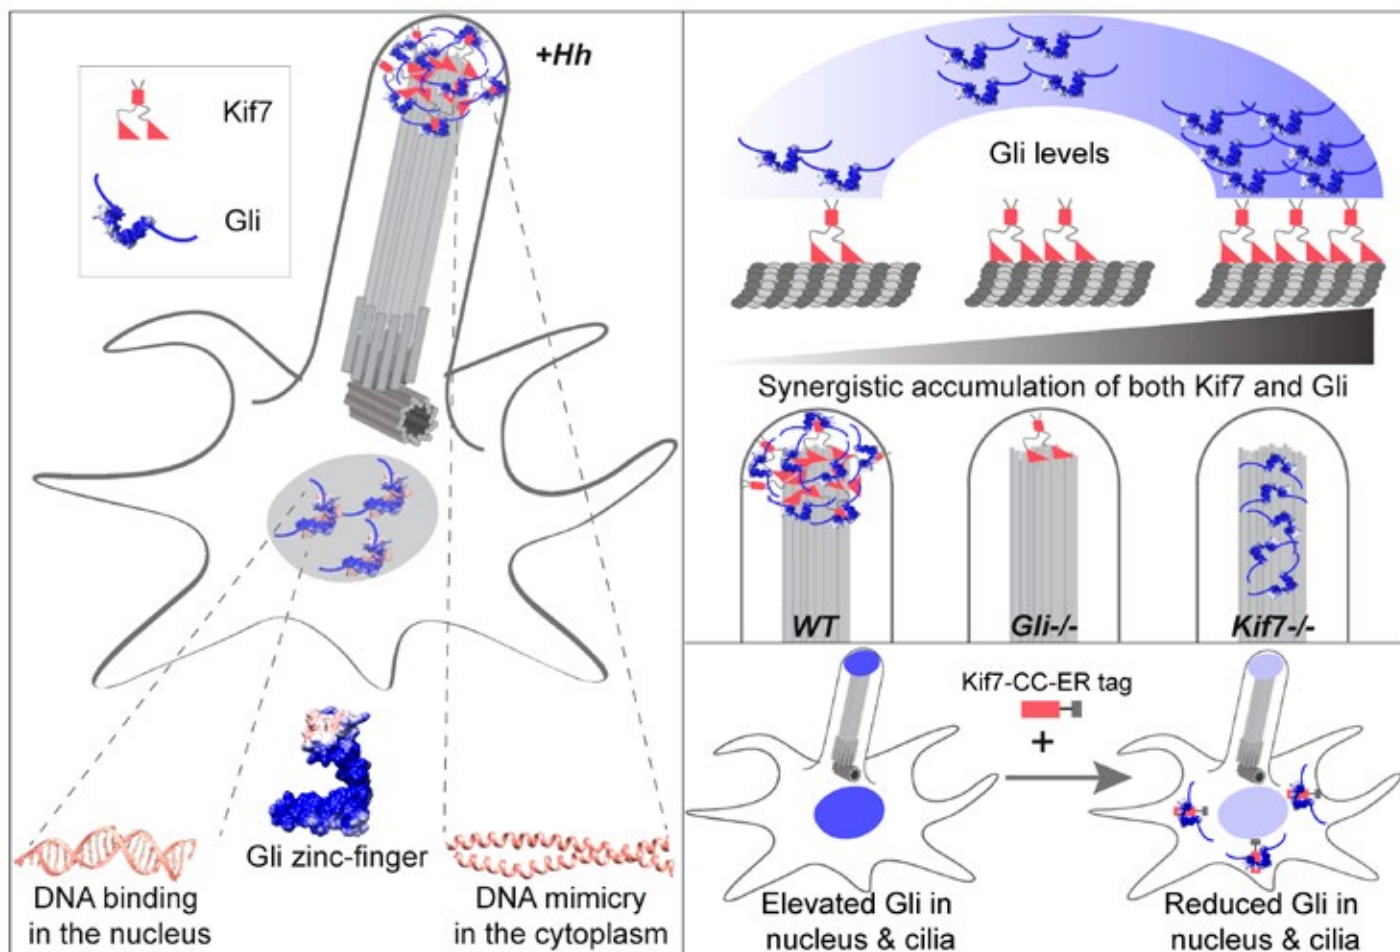 +Hh
Kif7
Gli
Gli zinc-finger
DNA binding
in the nucleus
DNA mimicry
in the cytoplasm
Gli levels
Synergistic accumulation of both Kif7 and Gli
WT
Gli-/-
Kif7-/-
Kif7-CC-ER tag
+
Elevated Gli in
nucleus & cilia
Reduced Gli in
nucleus & cilia